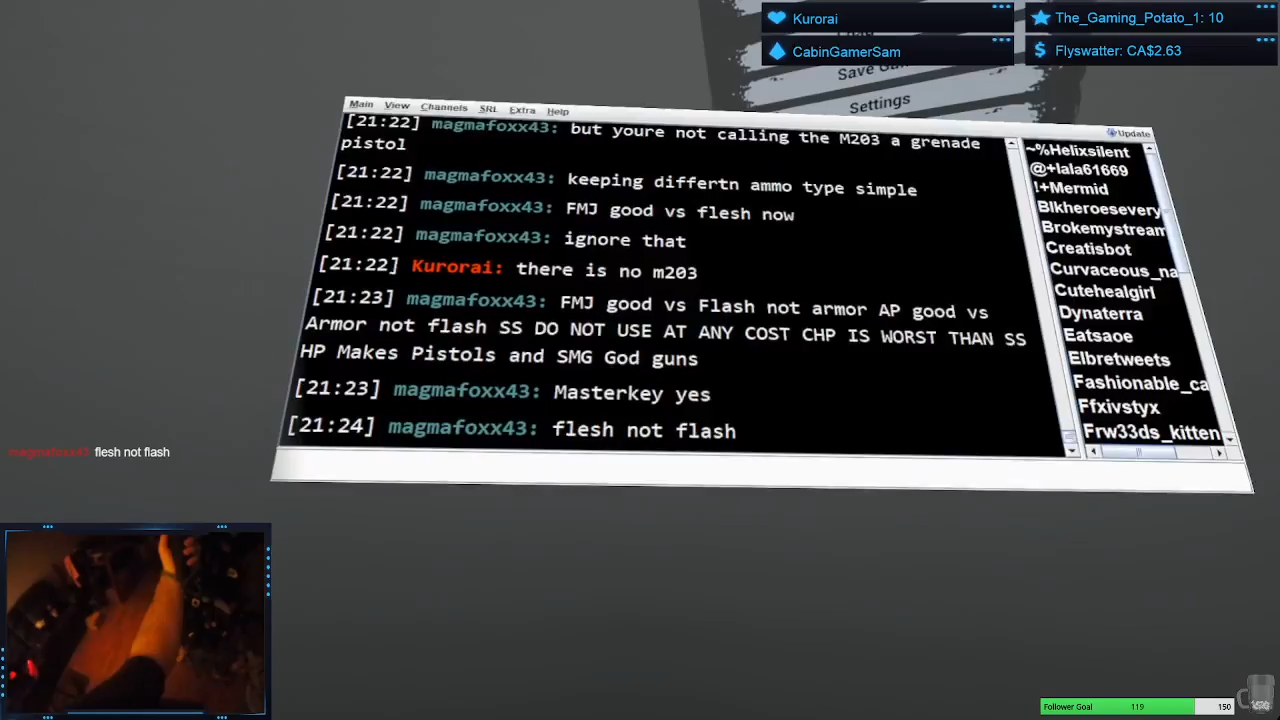 Kurorai
The_Gaming_Potato_1: 10
CabinGamerSam
Flyswatter: CA$2.63
Save
Settings
Main View Channels SRL Extra Help
Update
[21:22] magmafoxx43: but youre not calling the M203 a grenade
pistol
[21:22] magmafoxx43: keeping differtn ammo type simple
[21:22] magmafoxx43: FMJ good vs flesh now
[21:22] magmafoxx43: ignore that
[21:22] Kurorai: there is no m203
[21:23] magmafoxx43: FMJ good vs Flash not armor AP good vs
Armor not flash SS DO NOT USE AT ANY COST CHP IS WORST THAN SS
HP Makes Pistols and SMG God guns
[21:23] magmafoxx43: Masterkey yes
[21:24] magmafoxx43: flesh not flash
~%Helixsilent
@+lala61669
!+Mermid
Blkheroesevery
Brokemystream
Creatisbot
Curvaceous_na
Cutehealgirl
Dynaterra
Eatsaoe
Elbretweets
Fashionable_ca
Ffxivstyx
Frw33ds_kitten
magmafoxx43 flesh not flash
Follower Goal 119 150